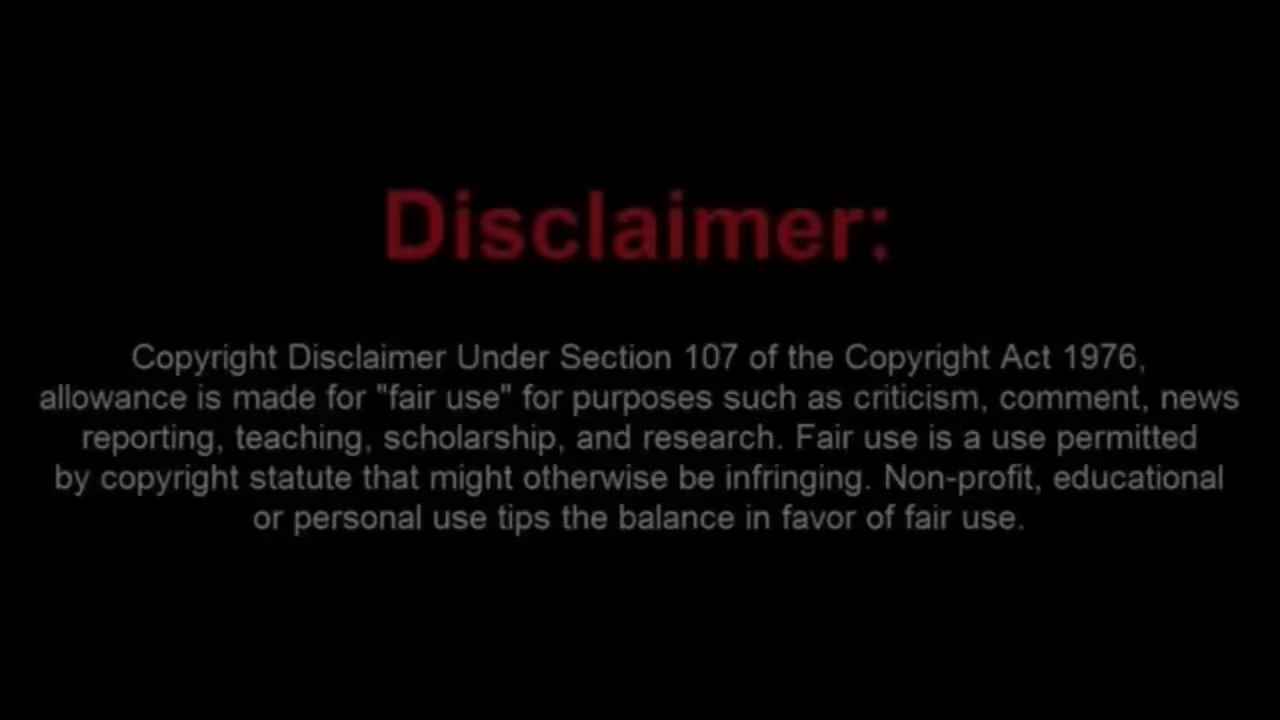 Disclaimer:
Copyright Disclaimer Under Section 107 of the Copyright Act 1976,
allowance is made for "fair use" for purposes such as criticism, comment, news
reporting, teaching, scholarship, and research. Fair use is a use permitted
by copyright statute that might otherwise be infringing. Non-profit, educational
or personal use tips the balance in favor of fair use.